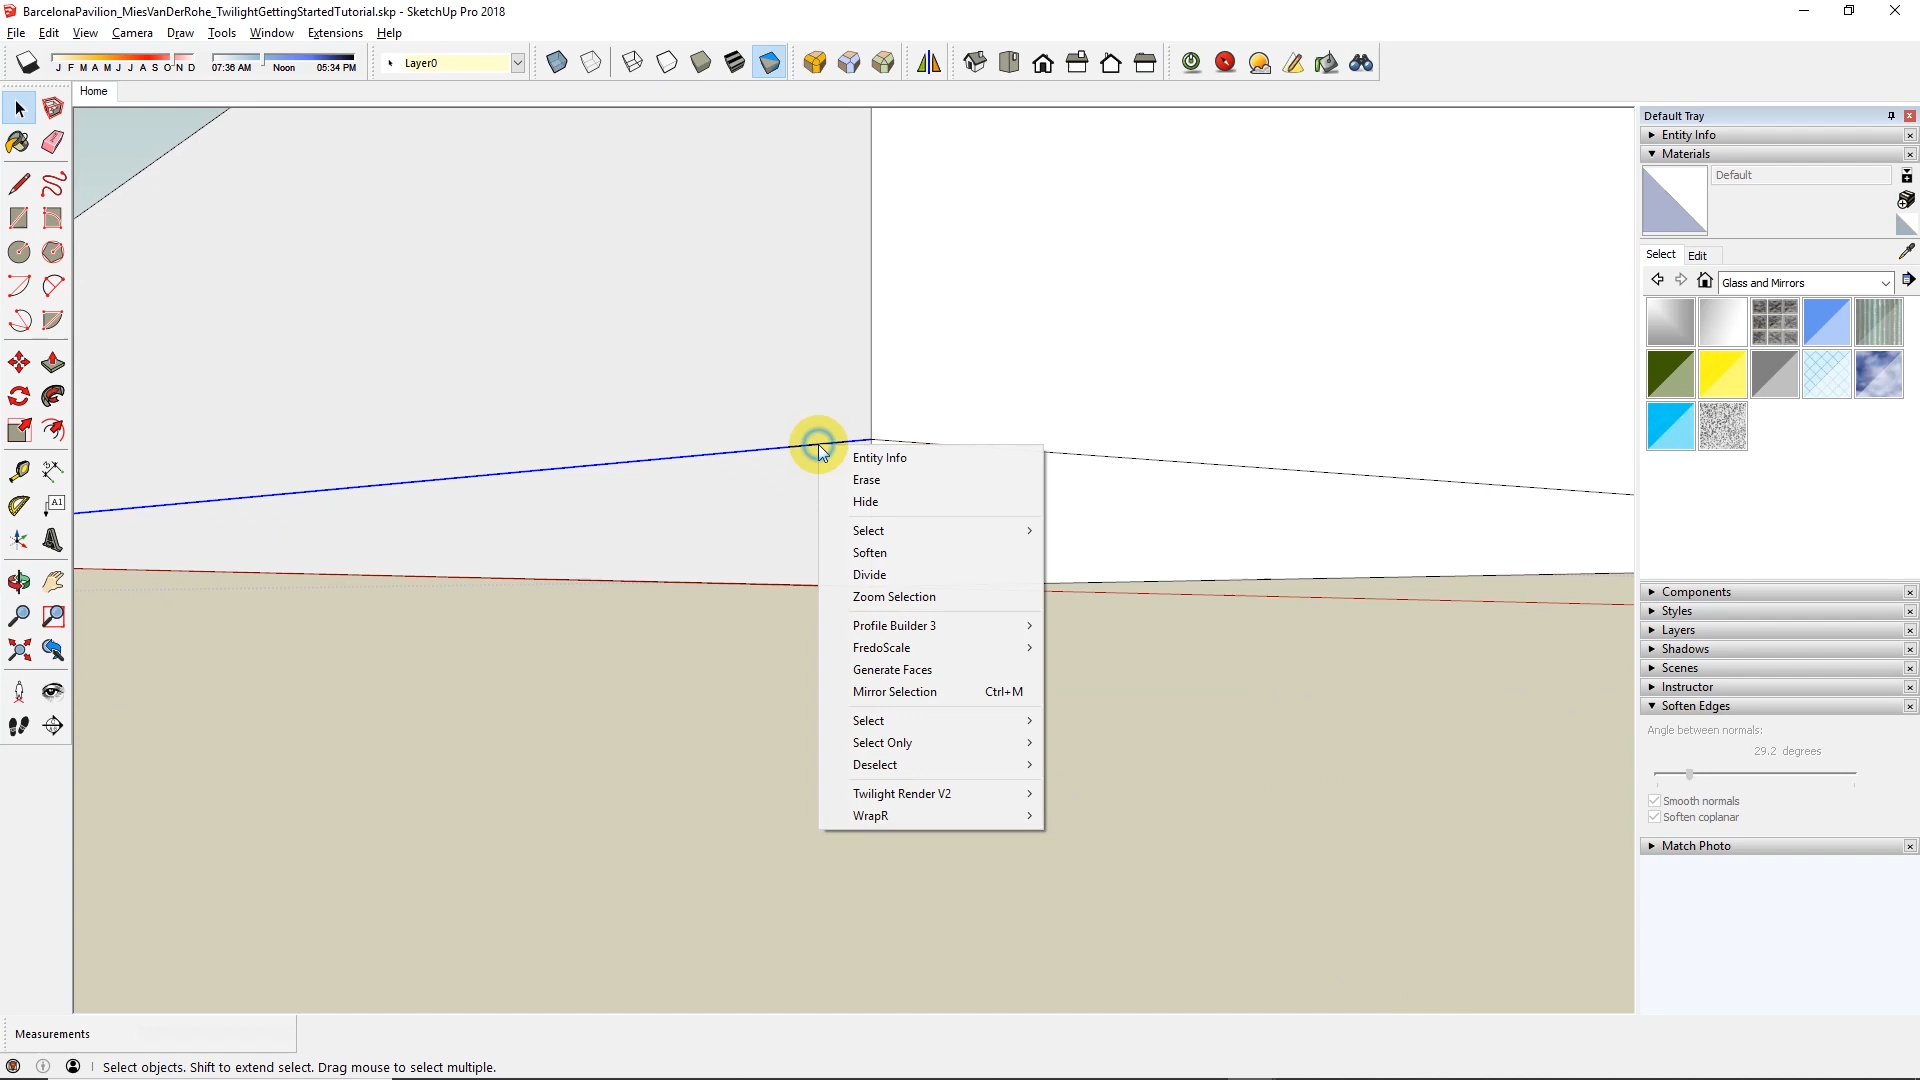 BarcelonaPavilion_MiesVanDerRohe_TwilightGettingStartedTutorial.skp - SketchUp Pro 2018
File Edit View Camera Draw Tools Window Extensions Help
J F M A M J J A S O N D 07:36 AM Noon 05:34 PM Layer0
Home
Default Tray
Entity Info
Materials
Default
Select Edit
Glass and Mirrors
A1
Entity Info
Erase
Hide
Select
Soften
Divide
Zoom Selection
Profile Builder 3
FredoScale
Generate Faces
Mirror Selection Ctrl+M
Select
Select Only
Deselect
Twilight Render V2
WrapR
Components
Styles
Layers
Shadows
Scenes
Instructor
Soften Edges
Angle between normals:
29.2 degrees
Smooth normals
Soften coplanar
Match Photo
Measurements
Select objects. Shift to extend select. Drag mouse to select multiple.